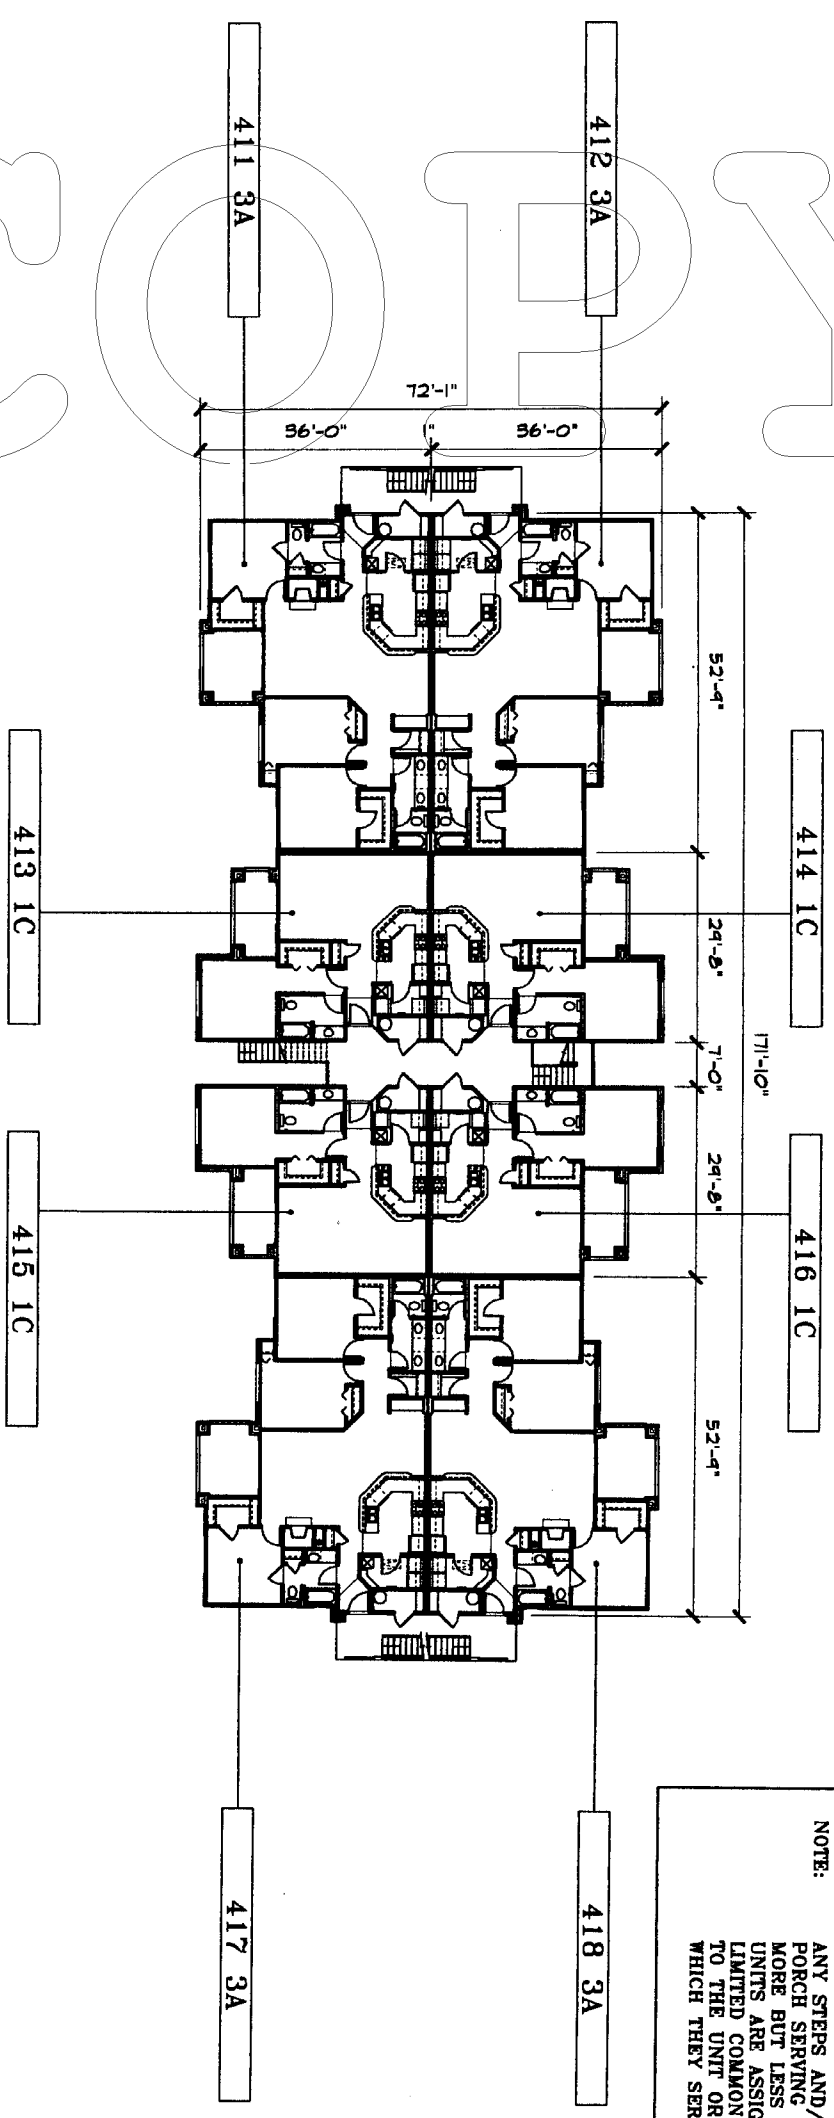 COPY
411 3A
412 3A
72'-1"
36'-0"
1"
36'-0"
52'-9"
413 1C
414 1C
29'-8"
7'-0"
171'-10"
29'-8"
415 1C
416 1C
52'-9"
417 3A
418 3A
NOTE:
ANY STEPS AND/
PORCH SERVING
MORE BUT LESS
UNITS ARE ASSIG
LIMITED COMMON
TO THE UNIT OR
WHICH THEY SER